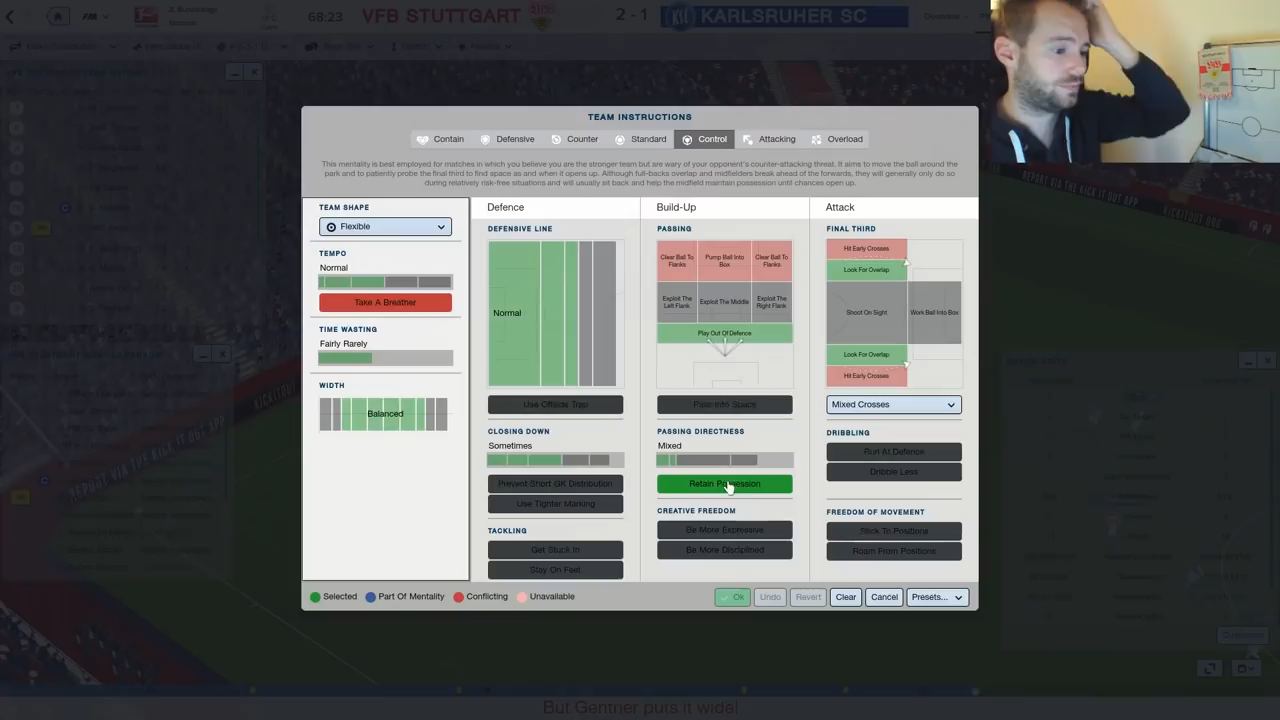 FM
2. Bundesliga
68:23
VFB STUTTGART
2 - 1
KARLSRUHER SC
TEAM INSTRUCTIONS
Contain
Defensive
Counter
Standard
Control
Attacking
Overload
This mentality is best employed for matches in which you believe you are the stronger team but are wary of your opponent's counter-attacking threat. It aims to move the ball around the
park and to patiently probe the final third to find space as and when it opens up. Although full-backs overlap and midfielders break ahead of the forwards, they will generally only do so
during relatively risk-free situations and will usually sit back and help the midfield maintain possession until chances open up.
TEAM SHAPE
Flexible
TEMPO
Normal
Take A Breather
TIME WASTING
Fairly Rarely
WIDTH
Balanced
Defence
DEFENSIVE LINE
Normal
Use Offside Trap
CLOSING DOWN
Sometimes
Prevent Short GK Distribution
Use Tighter Marking
TACKLING
Get Stuck In
Stay On Feet
Build-Up
PASSING
Clear Ball To Flanks
Pump Ball Into Box
Clear Ball To Flanks
Exploit The Left Flank
Exploit The Middle
Exploit The Right Flank
Play Out Of Defence
Pass Into Space
PASSING DIRECTNESS
Mixed
Retain Possession
CREATIVE FREEDOM
Be More Expressive
Be More Disciplined
Attack
FINAL THIRD
Hit Early Crosses
Look For Overlap
Shoot On Sight
Work Ball Into Box
Look For Overlap
Hit Early Crosses
Mixed Crosses
DRIBBLING
Run At Defence
Dribble Less
FREEDOM OF MOVEMENT
Stick To Positions
Roam From Positions
Selected
Part Of Mentality
Conflicting
Unavailable
Ok
Undo
Revert
Clear
Cancel
Presets...
REPORT VIA THE KICK IT OUT APP
But Gentner puts it wide!